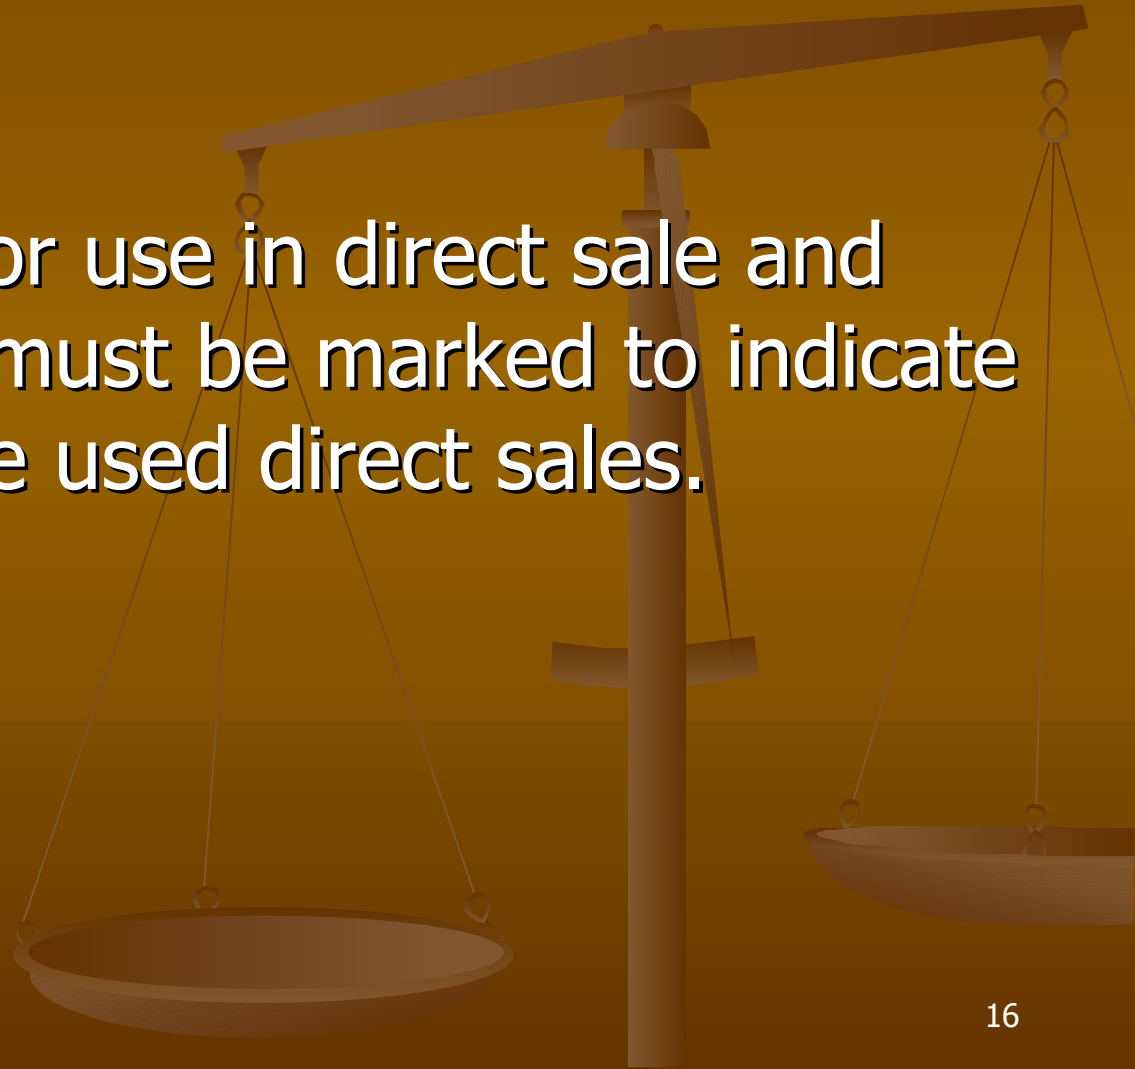 or use in direct sale and
must be marked to indicate
e used direct sales.
16